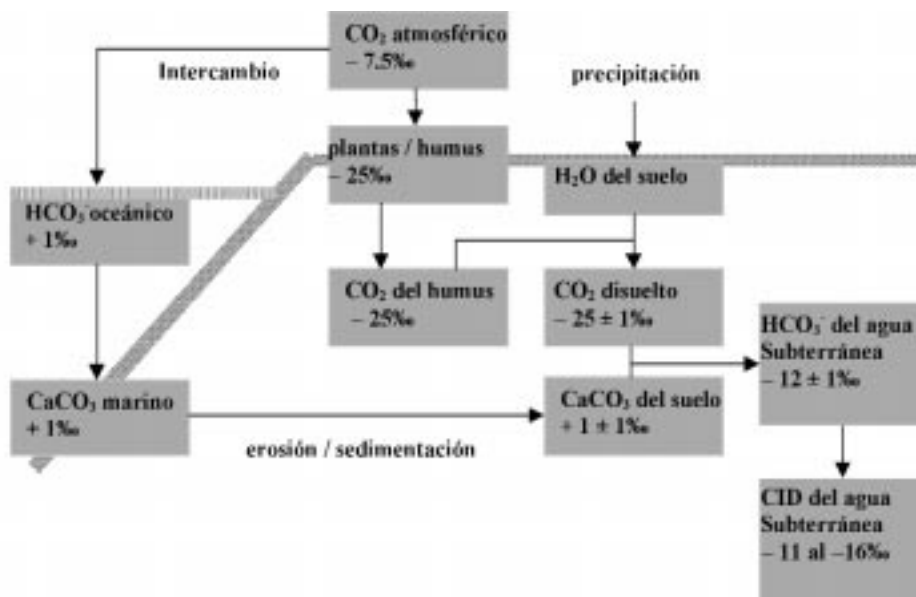 CO₂ atmosférico
– 7.5‰
Intercambio
precipitación
plantas / humus
– 25‰
H₂O del suelo
HCO₃⁻oceánico
+ 1‰
CO₂ del humus
– 25‰
CO₂ disuelto
– 25 ± 1‰
HCO₃⁻ del agua
Subterránea
– 12 ± 1‰
CaCO₃ marino
+ 1‰
CaCO₃ del suelo
+ 1 ± 1‰
erosión / sedimentación
CID del agua
Subterránea
– 11 al –16‰